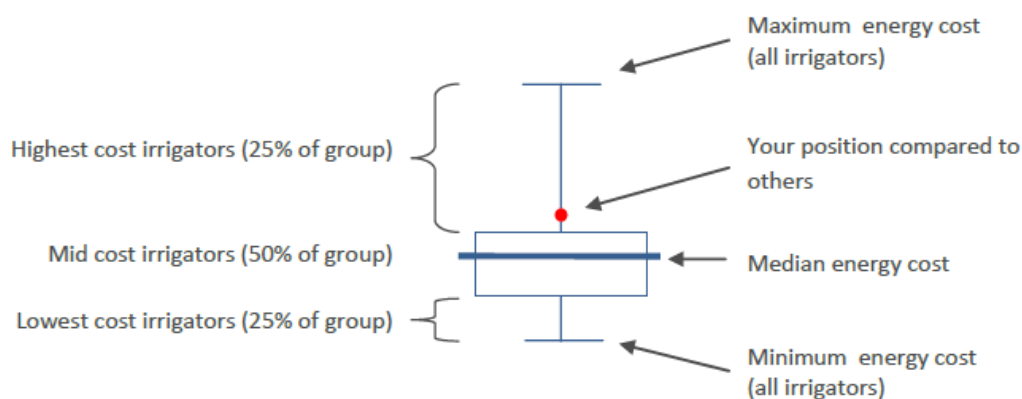 Maximum energy cost
(all irrigators)
Highest cost irrigators (25% of group)
Your position compared to
others
Mid cost irrigators (50% of group)
Median energy cost
Lowest cost irrigators (25% of group)
Minimum energy cost
(all irrigators)